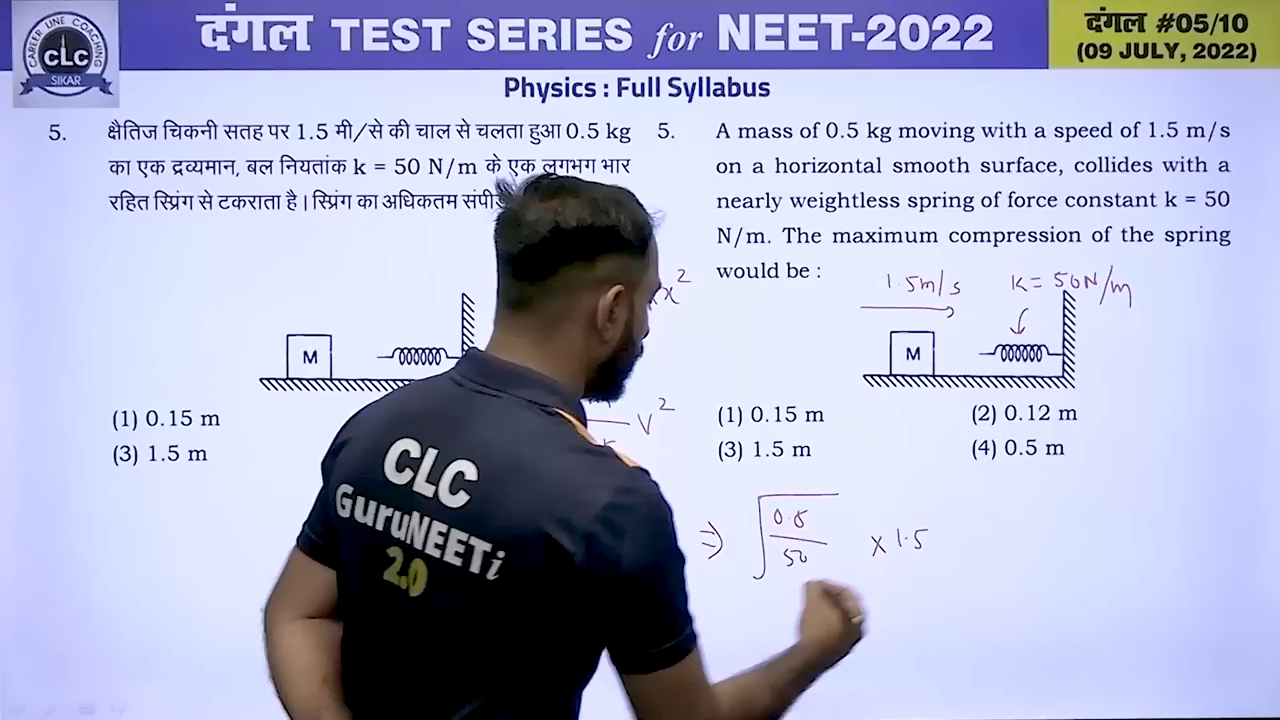 CAREER LINE COACHING
CLC
SIKAR
दंगल TEST SERIES for NEET-2022
दंगल #05/10
(09 JULY, 2022)
Physics : Full Syllabus
5. क्षैतिज चिकनी सतह पर 1.5 मी/से की चाल से चलता हुआ 0.5 kg
का एक द्रव्यमान, बल नियतांक k = 50 N/m के एक लगभग भार
रहित स्प्रिंग से टकराता है। स्प्रिंग का अधिकतम
M
(1) 0.15 m
(3) 1.5 m
5. A mass of 0.5 kg moving with a speed of 1.5 m/s
on a horizontal smooth surface, collides with a
nearly weightless spring of force constant k = 50
N/m. The maximum compression of the spring
would be :
1.5m/s K = 50N/m
x²
M
V²
(1) 0.15 m (2) 0.12 m
(3) 1.5 m (4) 0.5 m
⇒ √(0.5/50) × 1.5
CLC
GuruNEETi
2.0